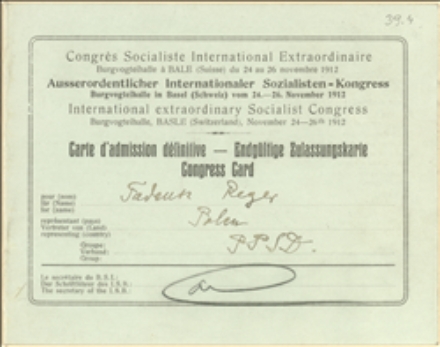 39.4
Congrès Socialiste International Extraordinaire
Burgvogteihalle à BALE (Suisse) du 24 au 26 novembre 1912
Ausserordentlicher Internationaler Sozialisten-Kongress
Burgvogteihalle in Basel (Schweiz) vom 24.—26. November 1912
International extraordinary Socialist Congress
Burgvogteihalle, BASLE (Switzerland), November 24—26th 1912
Carte d'admission définitive — Endgültige Zulassungskarte
Congress Card
pour (nom)
für (Name)
for (name)
Tadeusz Reger
représentant (pays)
Vertreter von (Land)
representing (country)
Polen
Groupe:
Verband:
Group:
P P S D.
Le secrétaire du B.S.I.:
Der Schriftführer des I.S.B.:
The secretary of the I.S.B.: